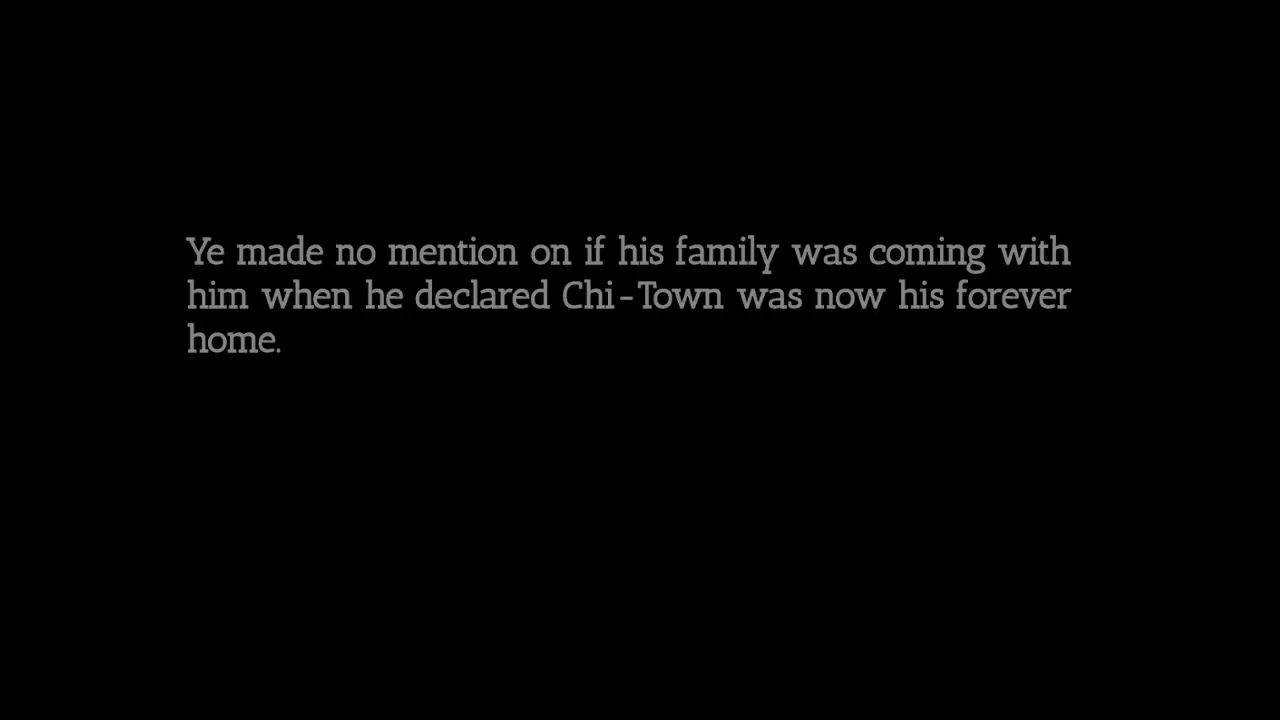 Ye made no mention on if his family was coming with
him when he declared Chi-Town was now his forever
home.